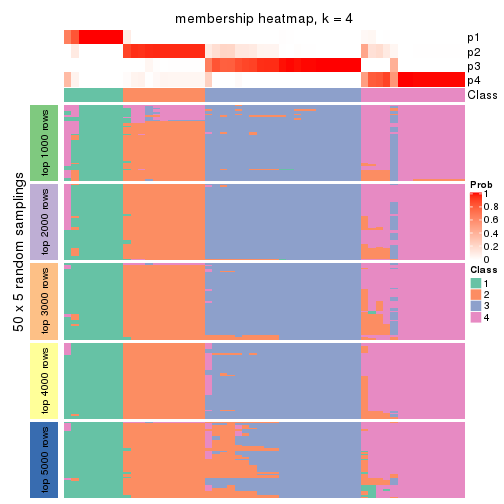 membership heatmap, k = 4
p1
p2
p3
p4
Class
50 x 5 random samplings
top 1000 rows
top 2000 rows
top 3000 rows
top 4000 rows
top 5000 rows
Prob
1
0.8
0.6
0.4
0.2
0
Class
1
2
3
4